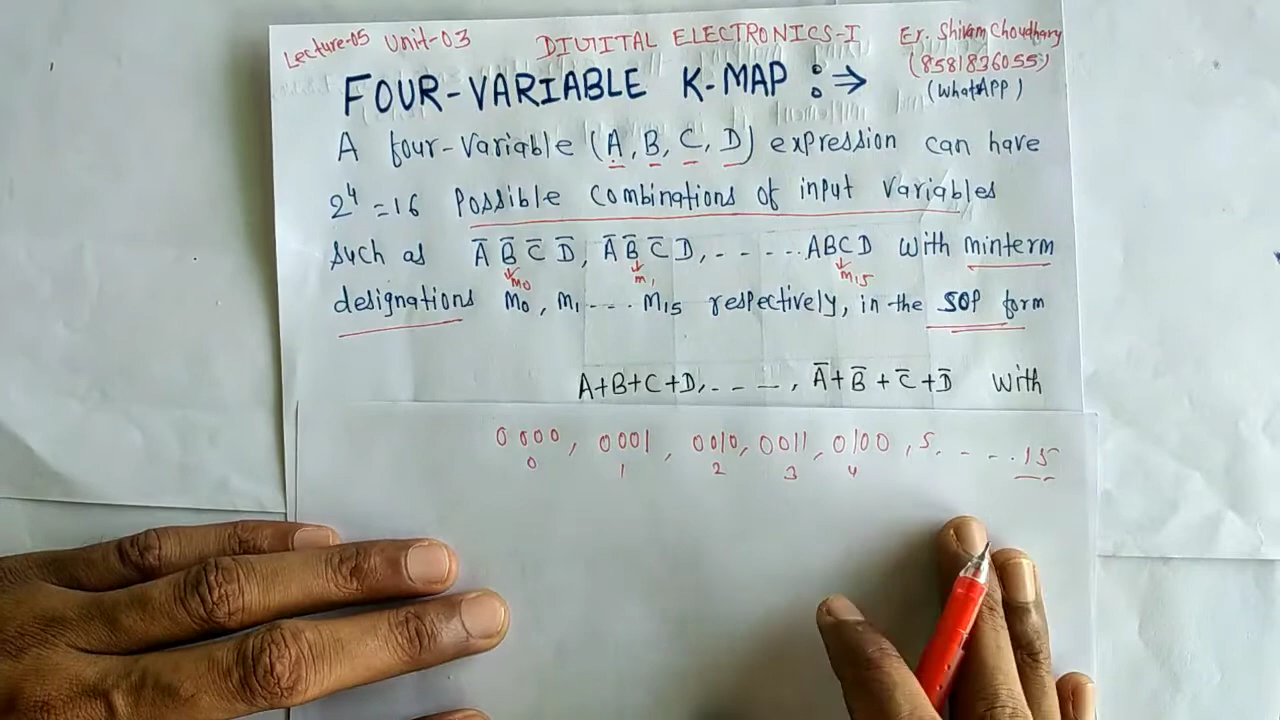 Lecture-05 Unit-03 DIGITAL ELECTRONICS-I Er. Shivam Choudhary
(8581836055)
FOUR-VARIABLE K-MAP :⇒ (WhatsAPP)
A four-variable (A, B, C, D) expression can have
2⁴ = 16 Possible Combinations of input variables
such as A̅ B̅ C̅ D̅, A̅ B̅ C̅ D, - - - - - ABCD with minterm
m0 m1 m15
designations m0, m1 - - - m15 respectively, in the SOP form
A+B+C+D, - - - -, A̅+B̅+C̅+D̅ with
0000, 0001, 0010, 0011, 0100, 5. - - - . 15
0 1 2 3 4